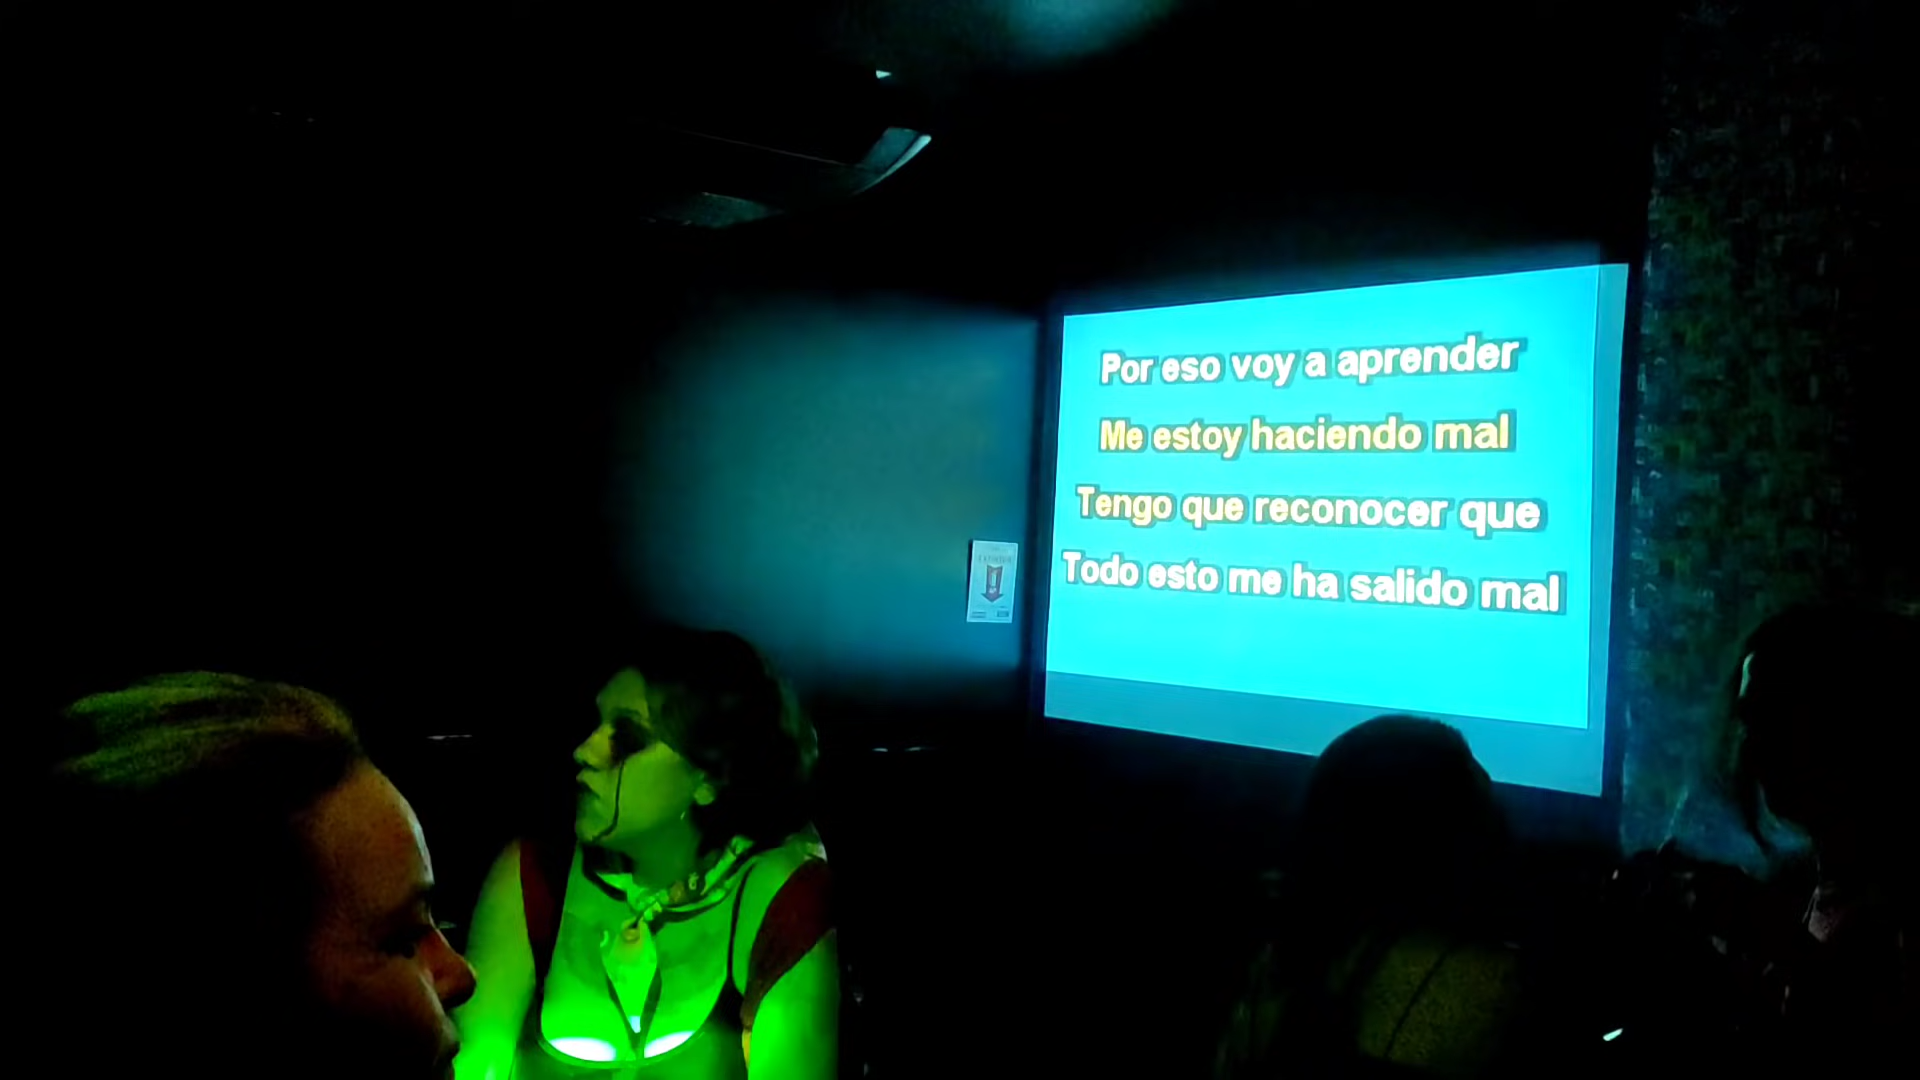 Por eso voy a aprender
Me estoy haciendo mal
Tengo que reconocer que
Todo esto me ha salido mal